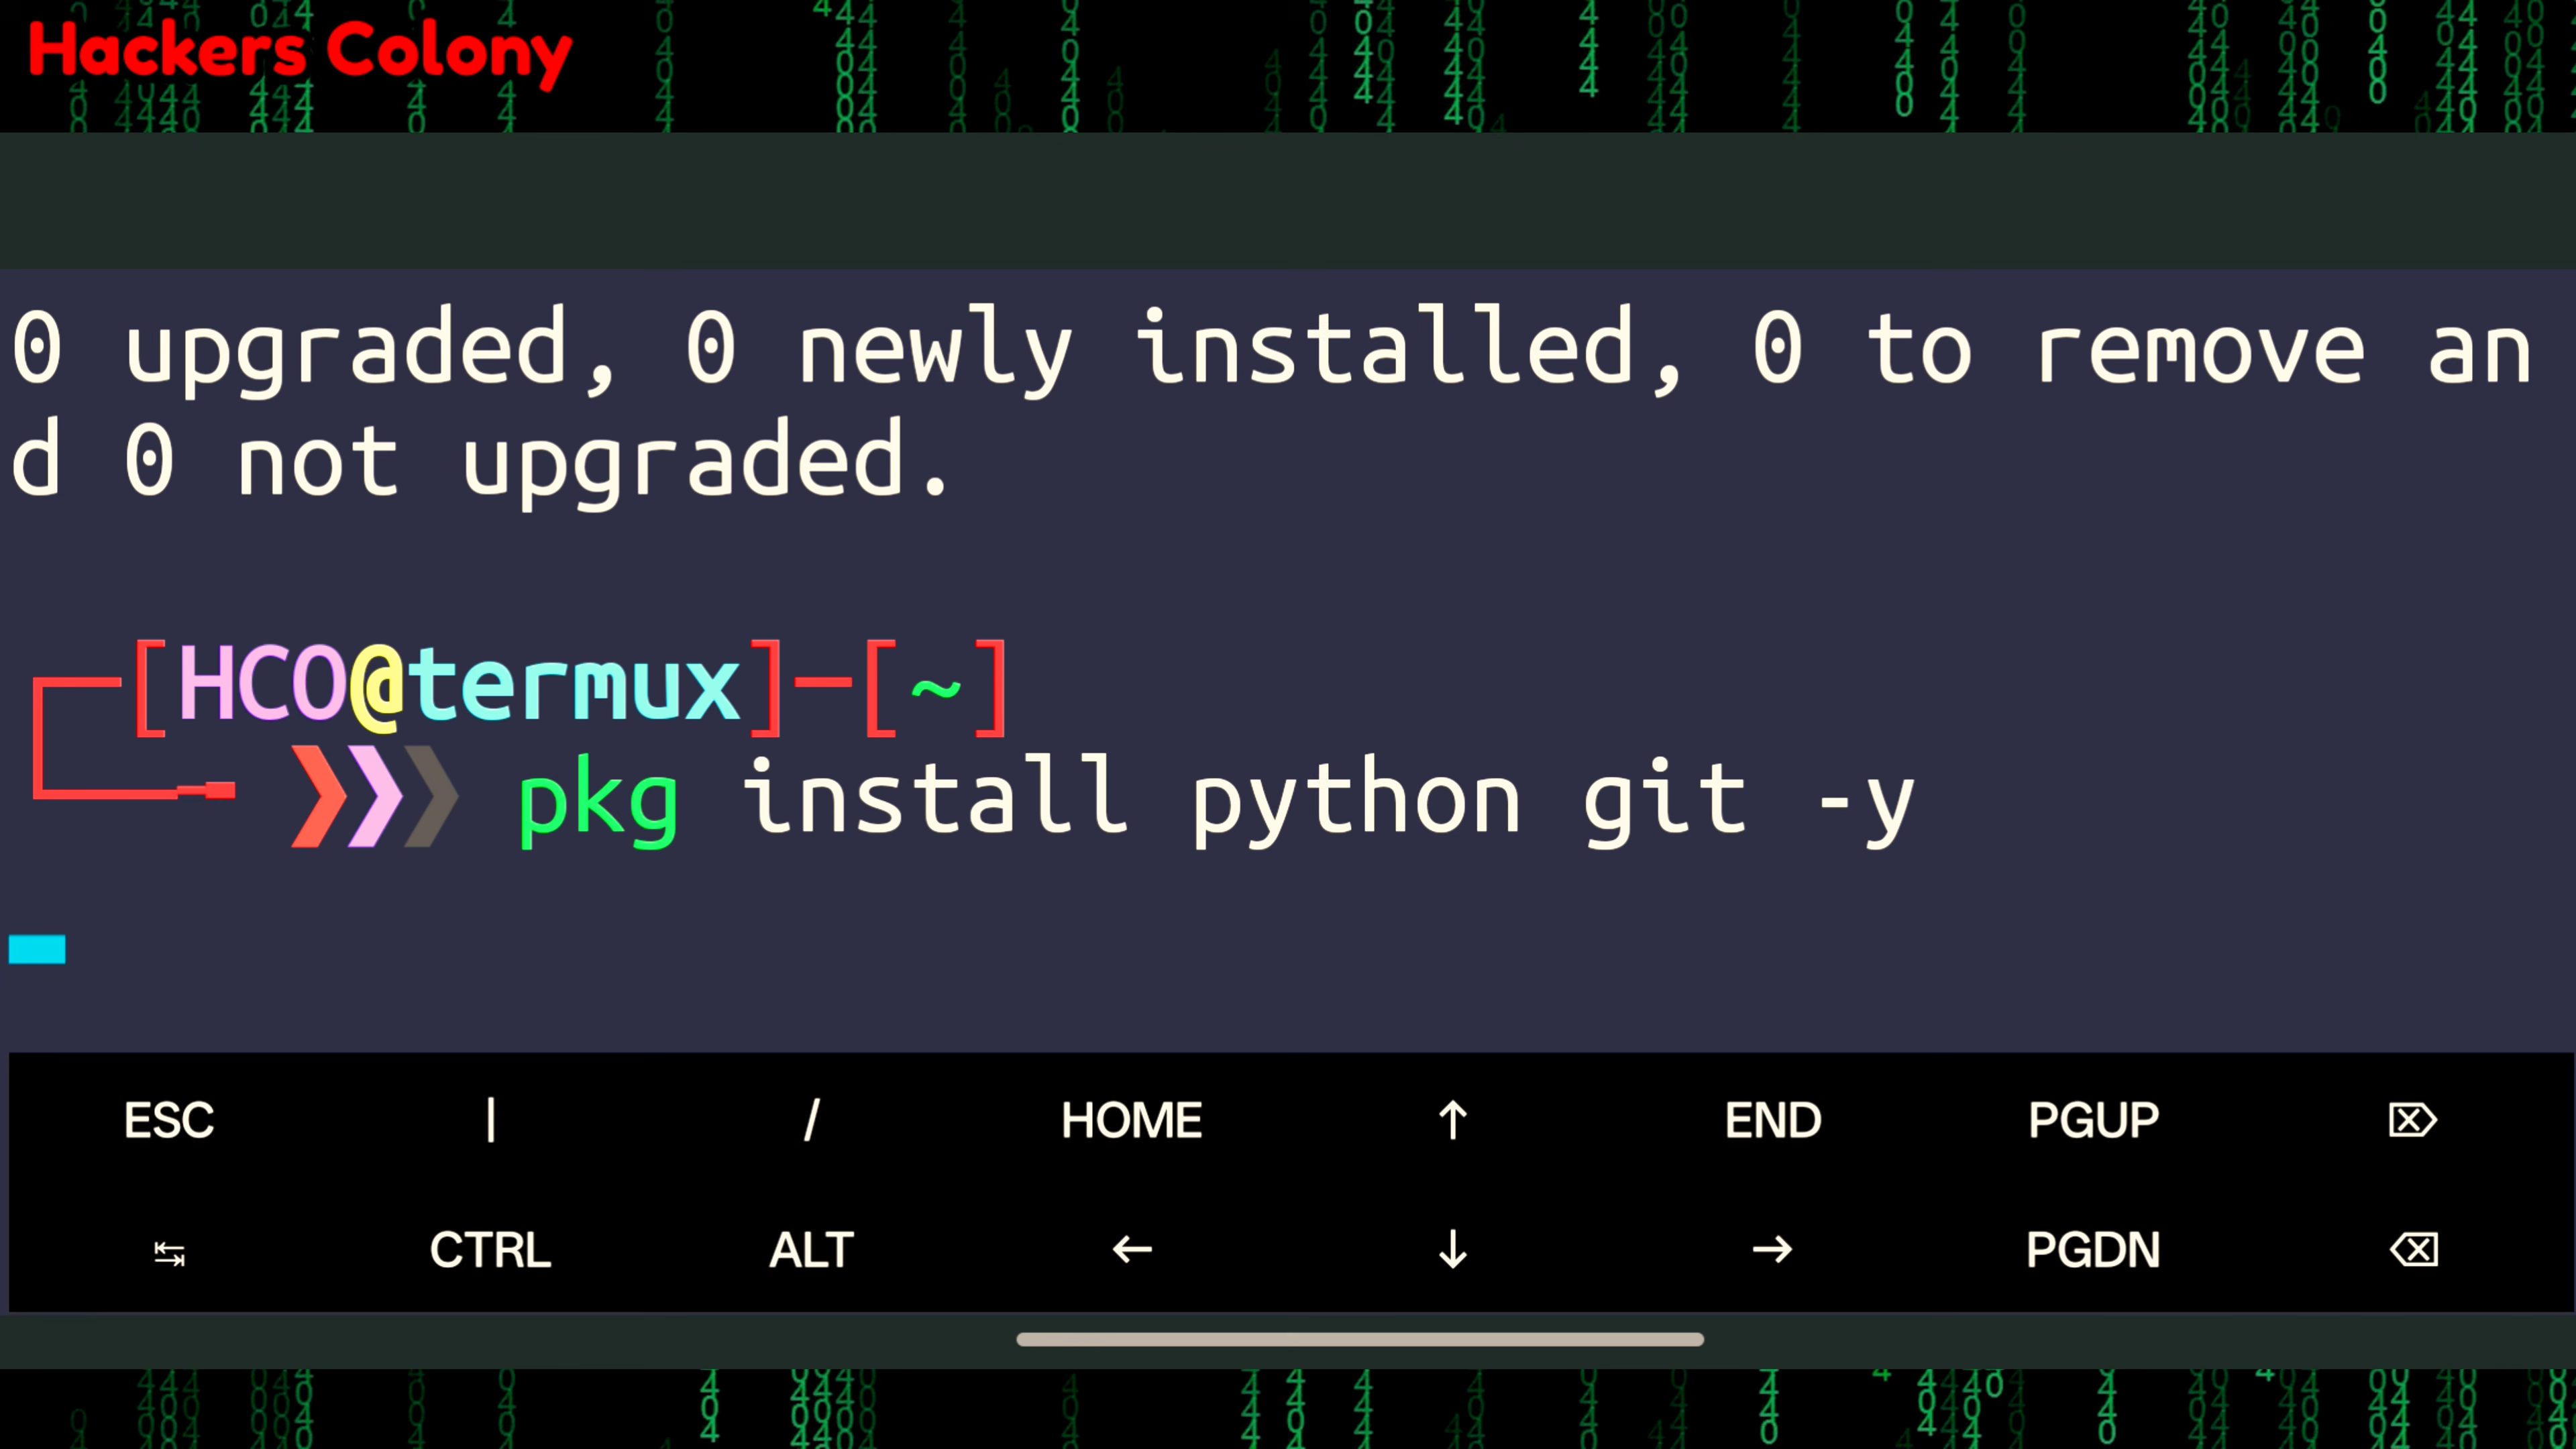 Hackers Colony
0 upgraded, 0 newly installed, 0 to remove an
d 0 not upgraded.
[HCO@termux]─[~]
❯❯❯ pkg install python git -y
ESC | / HOME ↑ END PGUP ⌦
↹ CTRL ALT ← ↓ → PGDN ⌫